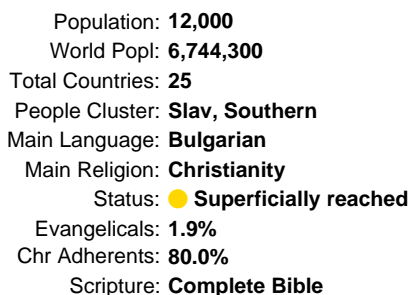 Population: 12,000
World Popl: 6,744,300
Total Countries: 25
People Cluster: Slav, Southern
Main Language: Bulgarian
Main Religion: Christianity
Status: Superficially reached
Evangelicals: 1.9%
Chr Adherents: 80.0%
Scripture: Complete Bible